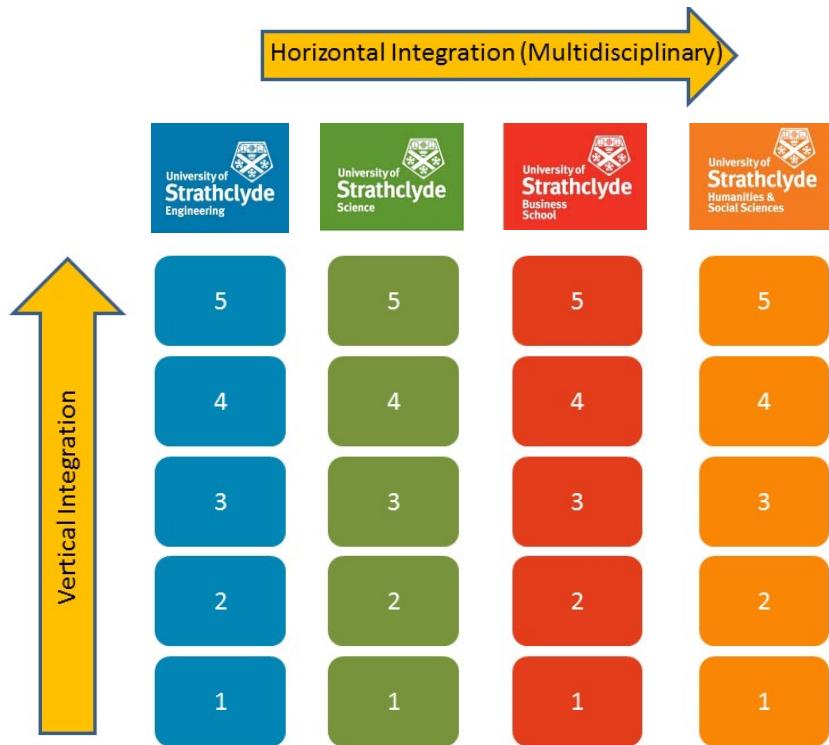 Horizontal Integration (Multidisciplinary)
University of
Strathclyde
Engineering
University of
Strathclyde
Science
University of
Strathclyde
Business
School
University of
Strathclyde
Humanities &
Social Sciences
Vertical Integration
5 5 5 5
4 4 4 4
3 3 3 3
2 2 2 2
1 1 1 1